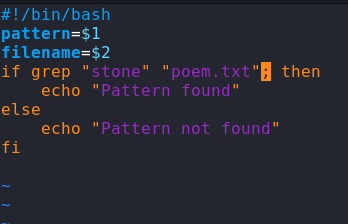 #!/bin/bash
pattern=$1
filename=$2
if grep "stone" "poem.txt"; then
    echo "Pattern found"
else
    echo "Pattern not found"
fi
~
~
~